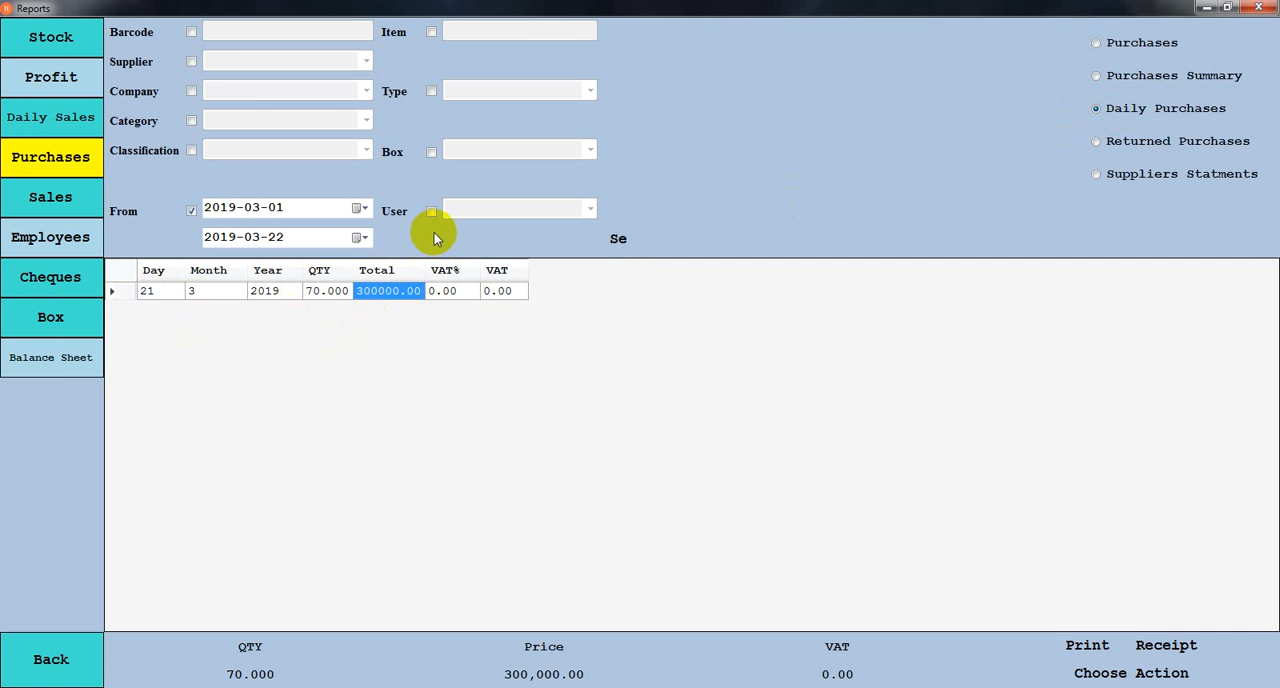 Reports
Stock
Profit
Daily Sales
Purchases
Sales
Employees
Cheques
Box
Balance Sheet
Back
Barcode
Item
Supplier
Company
Type
Category
Classification
Box
From
2019-03-01
User
2019-03-22
Se
Purchases
Purchases Summary
Daily Purchases
Returned Purchases
Suppliers Statments
Day Month Year QTY Total VAT% VAT
21 3 2019 70.000 300000.00 0.00 0.00
QTY Price VAT
70.000 300,000.00 0.00
Print Receipt
Choose Action